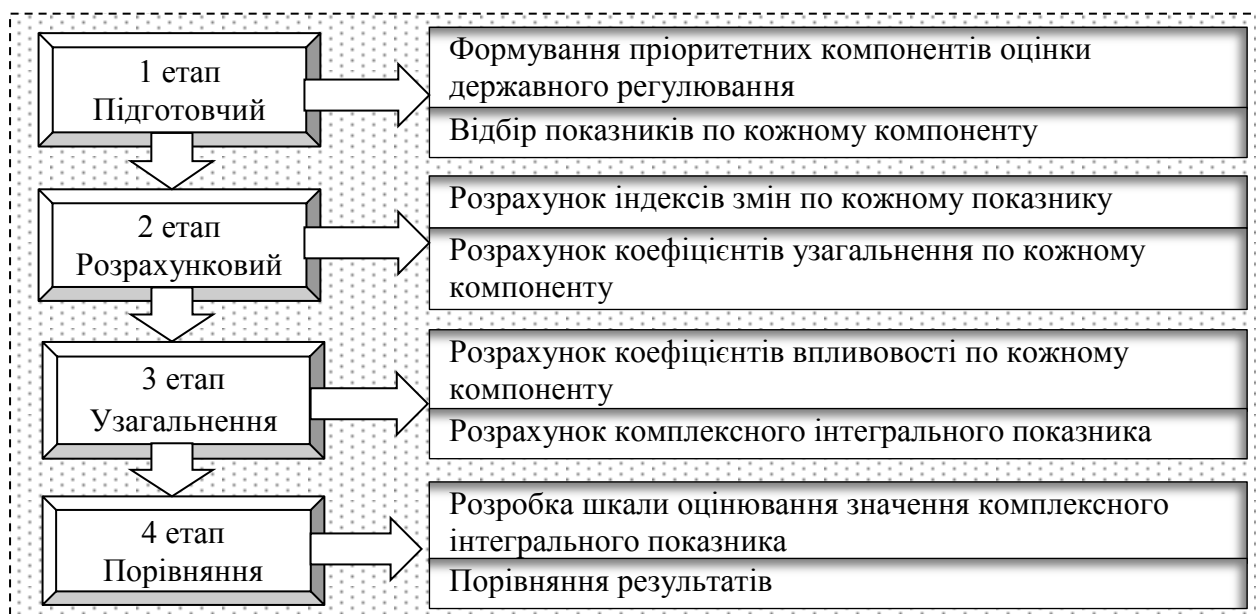 1 етап
Підготовчий
Формування пріоритетних компонентів оцінки
державного регулювання
Відбір показників по кожному компоненту
2 етап
Розрахунковий
Розрахунок індексів змін по кожному показнику
Розрахунок коефіцієнтів узагальнення по кожному
компоненту
3 етап
Узагальнення
Розрахунок коефіцієнтів впливовості по кожному
компоненту
Розрахунок комплексного інтегрального показника
4 етап
Порівняння
Розробка шкали оцінювання значення комплексного
інтегрального показника
Порівняння результатів